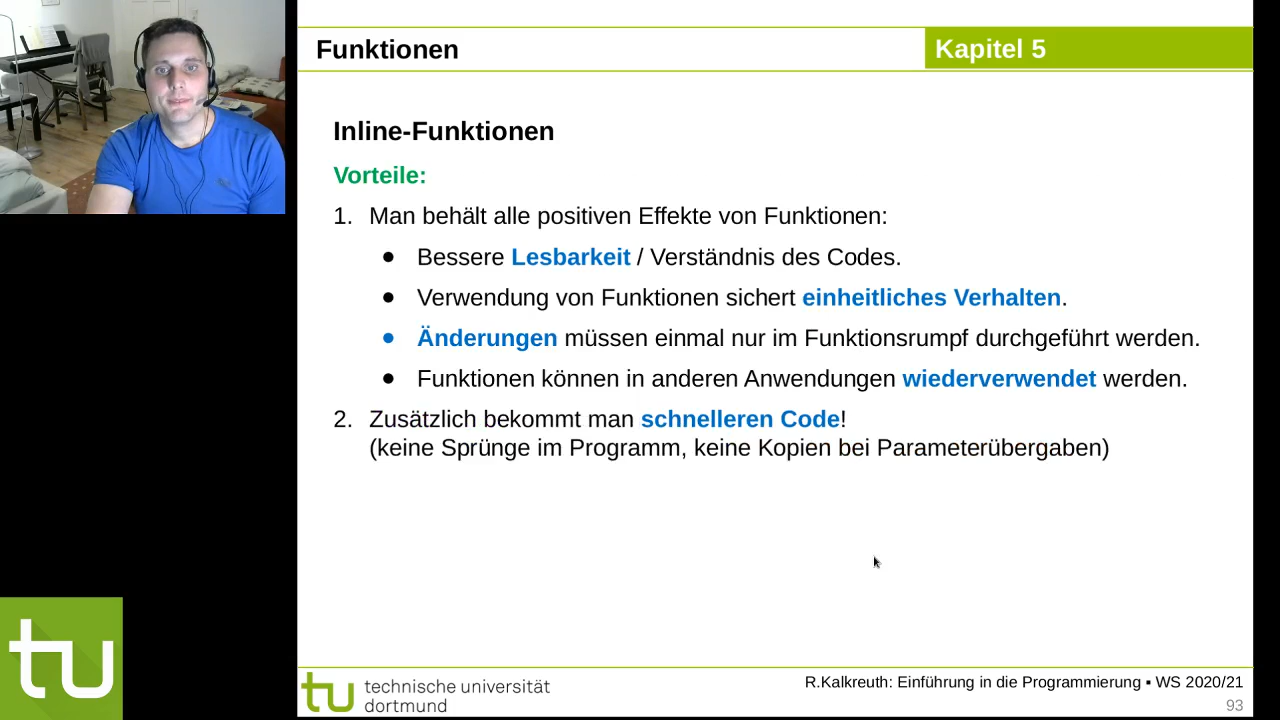 Funktionen
Kapitel 5
Inline-Funktionen
Vorteile:
1. Man behält alle positiven Effekte von Funktionen:
● Bessere Lesbarkeit / Verständnis des Codes.
● Verwendung von Funktionen sichert einheitliches Verhalten.
● Änderungen müssen einmal nur im Funktionsrumpf durchgeführt werden.
● Funktionen können in anderen Anwendungen wiederverwendet werden.
2. Zusätzlich bekommt man schnelleren Code!
(keine Sprünge im Programm, keine Kopien bei Parameterübergaben)
tu
tu technische universität
dortmund
R.Kalkreuth: Einführung in die Programmierung ▪ WS 2020/21
93